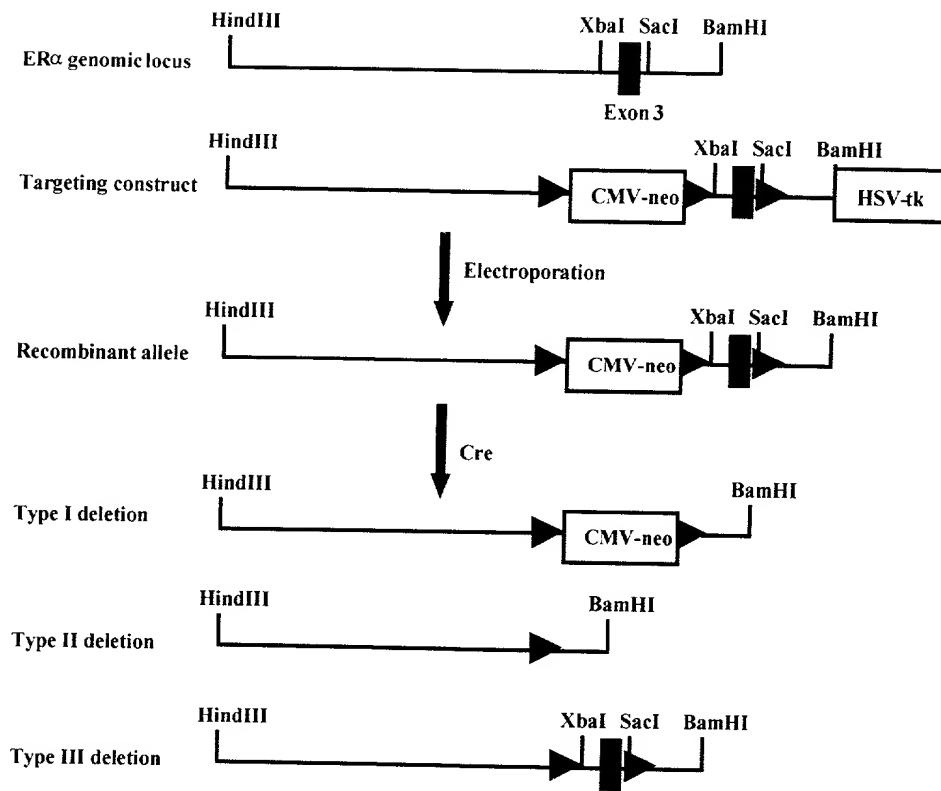 HindIII XbaI SacI BamHI
ERα genomic locus
Exon 3
HindIII XbaI SacI BamHI
Targeting construct CMV-neo HSV-tk
Electroporation
HindIII XbaI SacI BamHI
Recombinant allele CMV-neo
Cre
HindIII BamHI
Type I deletion CMV-neo
HindIII BamHI
Type II deletion
HindIII XbaI SacI BamHI
Type III deletion